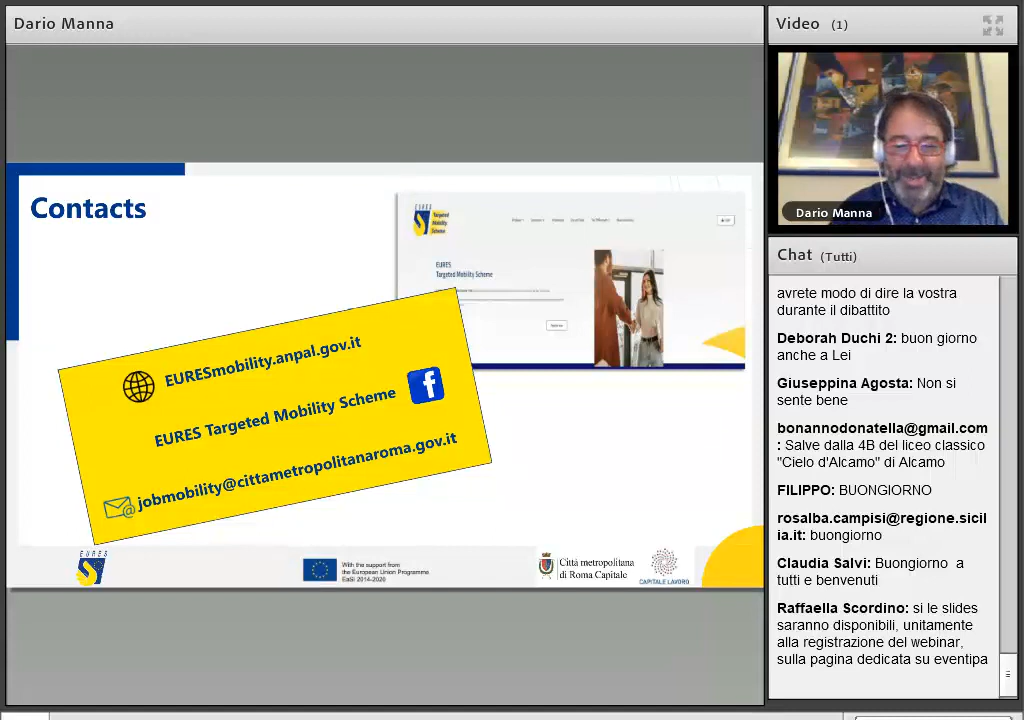 Dario Manna
Contacts
EURES
Targeted
Mobility
Scheme
EURES
Targeted Mobility Scheme
EURESmobility.anpal.gov.it
EURES Targeted Mobility Scheme
jobmobility@cittametropolitanaroma.gov.it
EURES
With the support from
the European Union Programme
EaSI 2014-2020
Città metropolitana
di Roma Capitale
CAPITALE LAVORO
Video (1)
Dario Manna
Chat (Tutti)
avrete modo di dire la vostra
durante il dibattito
Deborah Duchi 2: buon giorno
anche a Lei
Giuseppina Agosta: Non si
sente bene
bonannodonatella@gmail.com
: Salve dalla 4B del liceo classico
"Cielo d'Alcamo" di Alcamo
FILIPPO: BUONGIORNO
rosalba.campisi@regione.sicil
ia.it: buongiorno
Claudia Salvi: Buongiorno a
tutti e benvenuti
Raffaella Scordino: si le slides
saranno disponibili, unitamente
alla registrazione del webinar,
sulla pagina dedicata su eventipa